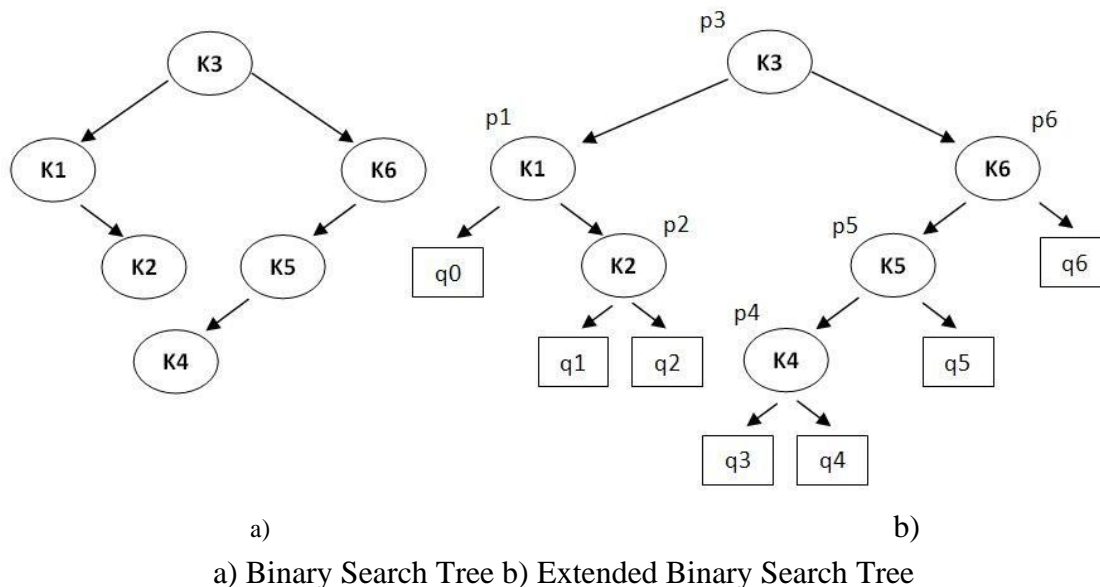 p3
K3 K3
p1 p6
K1 K6 K1 K6
p2 p5
K2 K5 q0 K2 K5 q6
p4
K4 q1 q2 K4 q5
q3 q4
a) b)
a) Binary Search Tree b) Extended Binary Search Tree